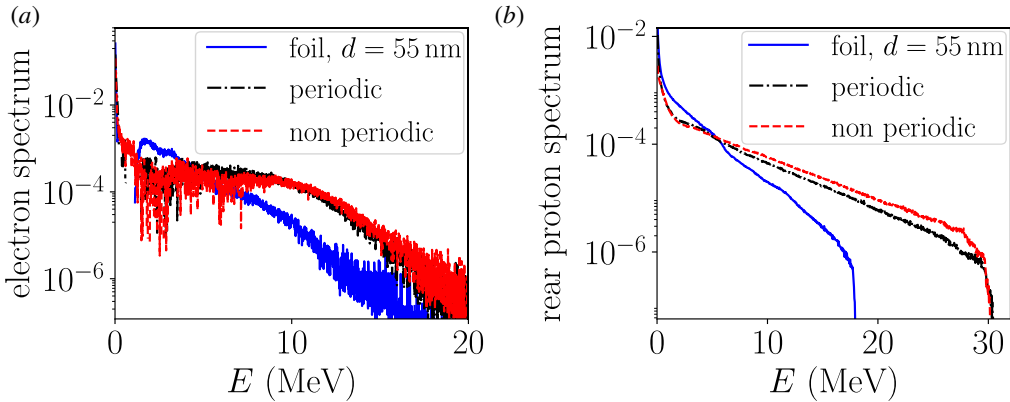 (a)
electron spectrum
10⁻²
10⁻⁴
10⁻⁶
foil, d = 55 nm
periodic
non periodic
0
10
20
E (MeV)
(b)
rear proton spectrum
10⁻²
10⁻⁴
10⁻⁶
foil, d = 55 nm
periodic
non periodic
0
10
20
30
E (MeV)